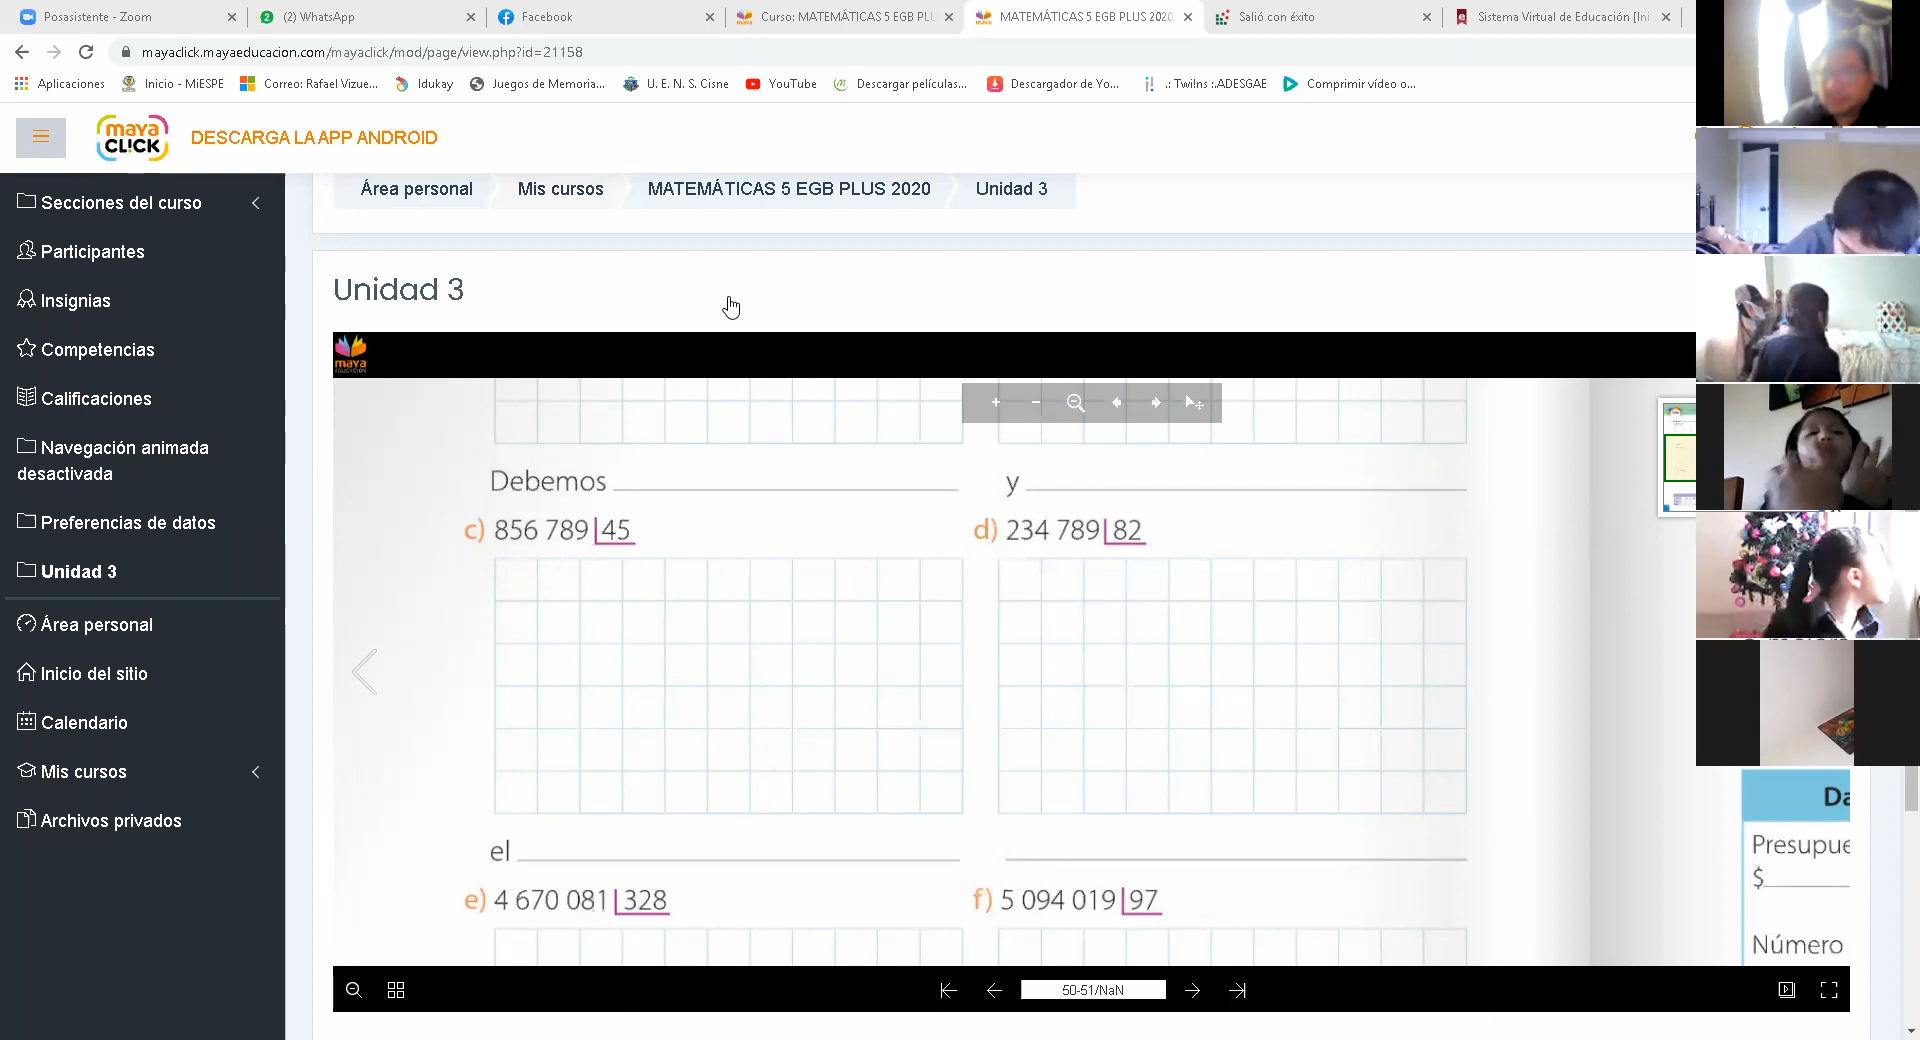 Posasistente - Zoom
(2) WhatsApp
Facebook
Curso: MATEMÁTICAS 5 EGB PLU
MATEMÁTICAS 5 EGB PLUS 2020
Salió con éxito
Sistema Virtual de Educación [Ini
mayaclick.mayaeducacion.com/mayaclick/mod/page/view.php?id=21158
Aplicaciones
Inicio - MiESPE
Correo: Rafael Vizue...
Idukay
Juegos de Memoria...
U. E. N. S. Cisne
YouTube
Descargar películas...
Descargador de Yo...
.: Twi!ns :.ADESGAE
Comprimir vídeo o...
maya
CLICK
DESCARGA LA APP ANDROID
Área personal
Mis cursos
MATEMÁTICAS 5 EGB PLUS 2020
Unidad 3
Secciones del curso
Participantes
Insignias
Competencias
Calificaciones
Navegación animada
desactivada
Preferencias de datos
Unidad 3
Área personal
Inicio del sitio
Calendario
Mis cursos
Archivos privados
Unidad 3
maya
EDUCACIÓN
Debemos
y
c) 856 789 45
d) 234 789 82
el
e) 4 670 081 328
f) 5 094 019 97
Da
Presupue
$
Número
50-51/NaN